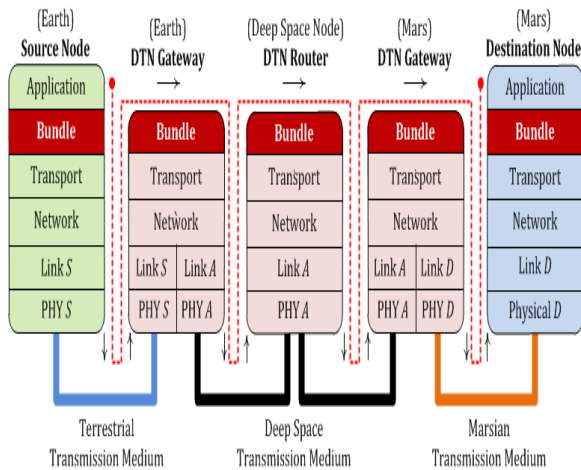 (Earth)
Source Node
(Earth)
DTN Gateway
→
(Deep Space Node)
DTN Router
→
(Mars)
DTN Gateway
→
(Mars)
Destination Node
Application
Bundle
Transport
Network
Link S
PHY S
Bundle
Transport
Network
Link S Link A
PHY S PHY A
Bundle
Transport
Network
Link A
PHY A
Bundle
Transport
Network
Link A Link D
PHY A PHY D
Application
Bundle
Transport
Network
Link D
Physical D
Terrestrial
Transmission Medium
Deep Space
Transmission Medium
Marsian
Transmission Medium